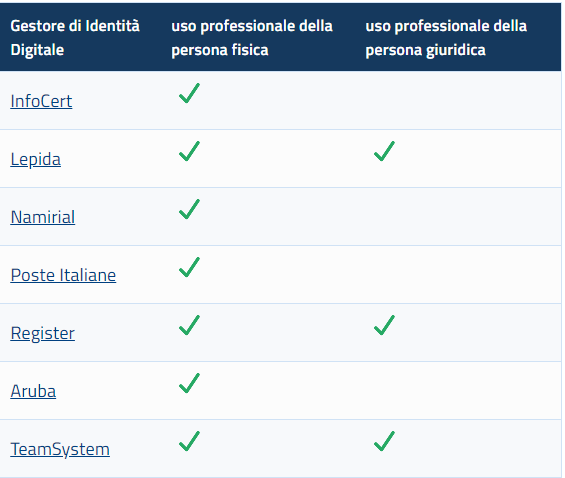 Gestore di Identità
Digitale
uso professionale della
persona fisica
uso professionale della
persona giuridica
InfoCert
Lepida
Namirial
Poste Italiane
Register
Aruba
TeamSystem